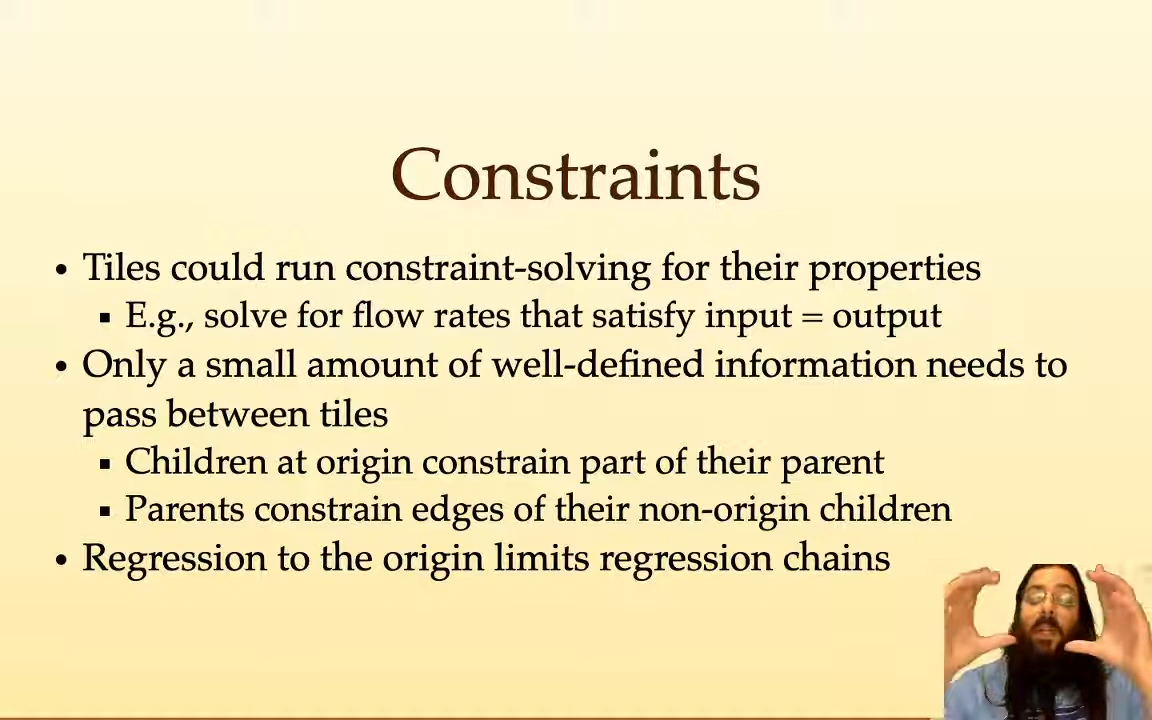 Constraints
• Tiles could run constraint-solving for their properties
▪ E.g., solve for flow rates that satisfy input = output
• Only a small amount of well-defined information needs to
pass between tiles
▪ Children at origin constrain part of their parent
▪ Parents constrain edges of their non-origin children
• Regression to the origin limits regression chains